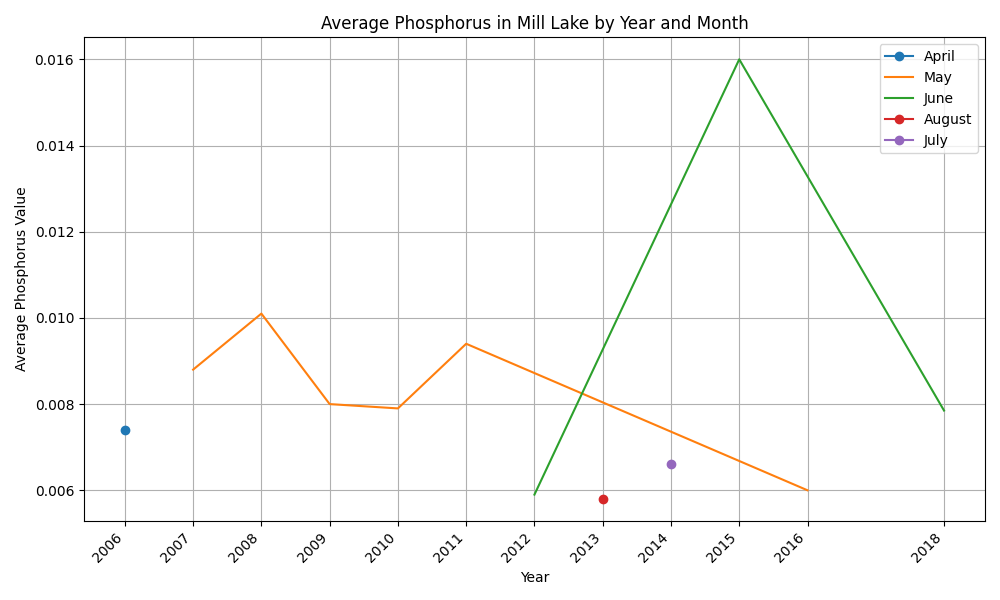 Average Phosphorus in Mill Lake by Year and Month
Average Phosphorus Value
0.016
0.014
0.012
0.010
0.008
0.006
April
May
June
August
July
2006
2007
2008
2009
2010
2011
2012
2013
2014
2015
2016
2018
Year